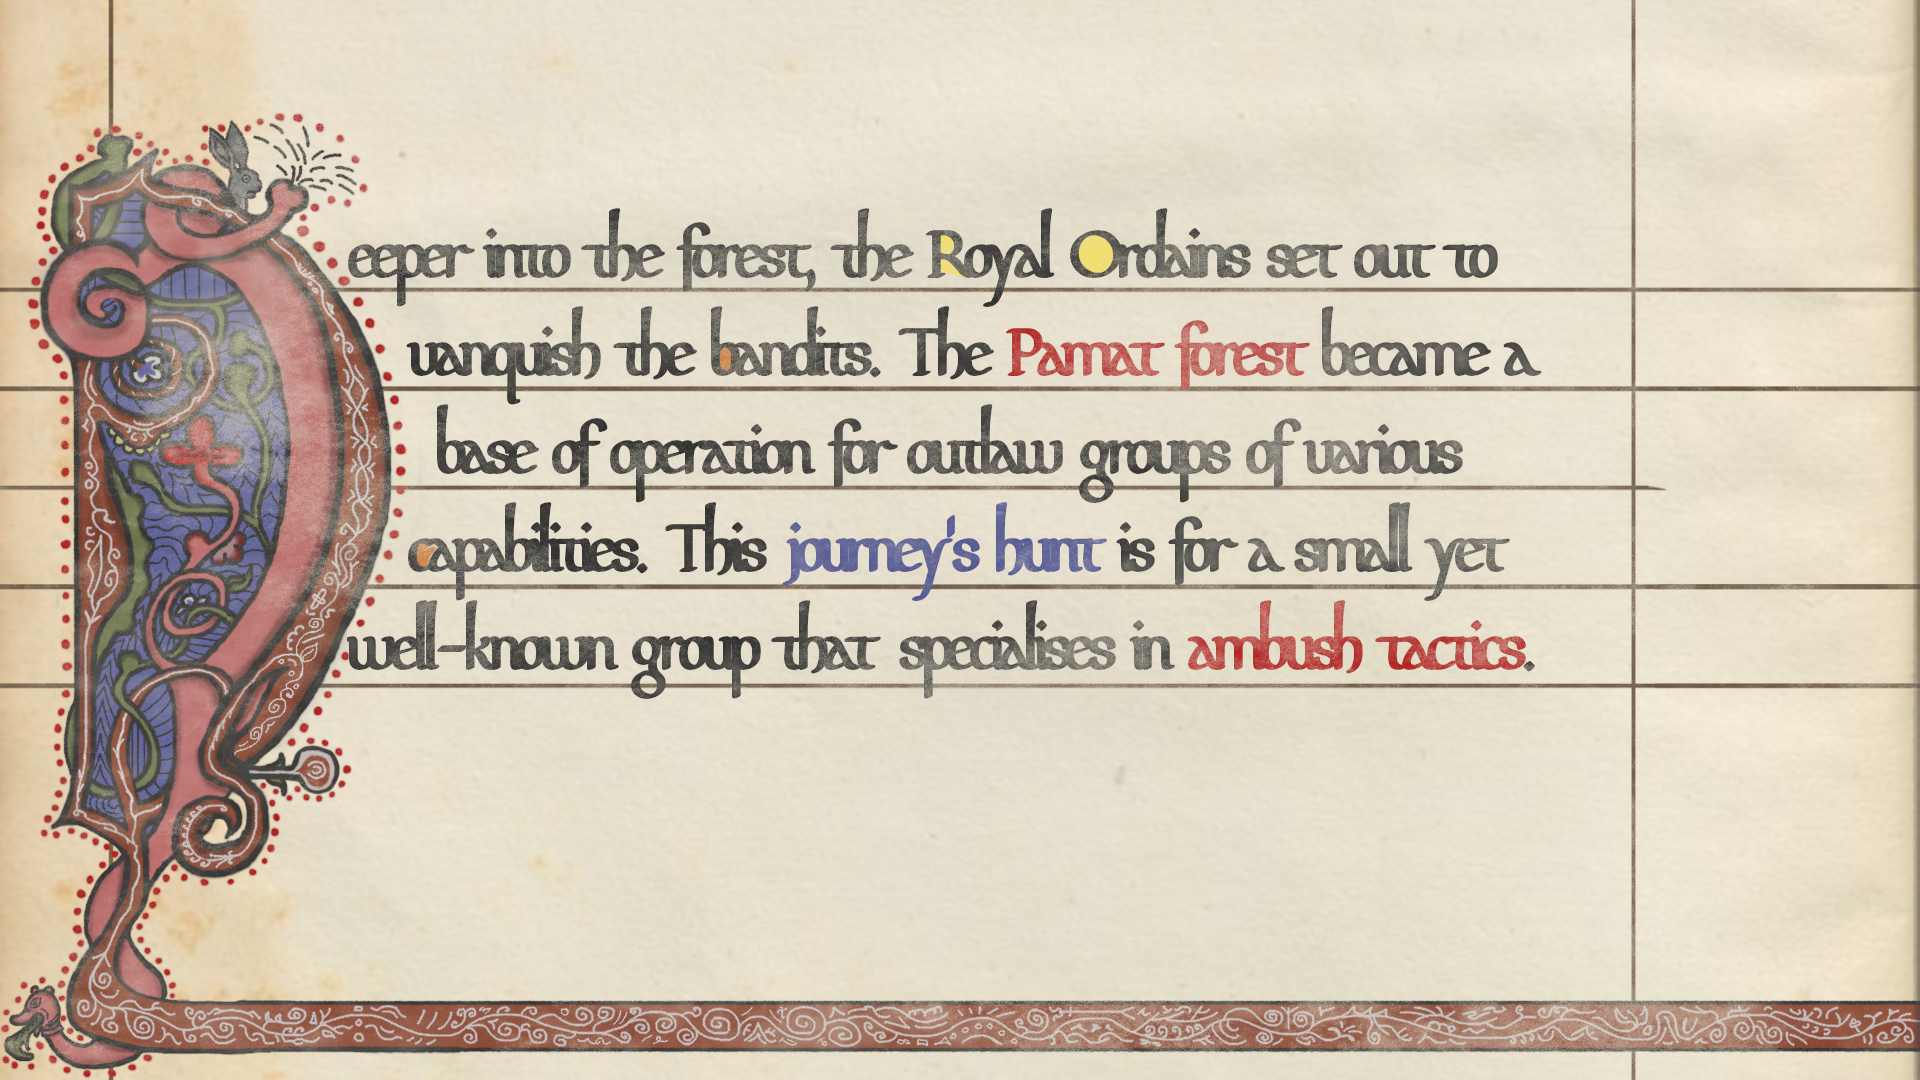 Deeper into the forest, the Royal Ordains set out to
vanquish the bandits. The Pamat forest became a
base of operation for outlaw groups of various
capabilities. This journey's hunt is for a small yet
well-known group that specialises in ambush tactics.